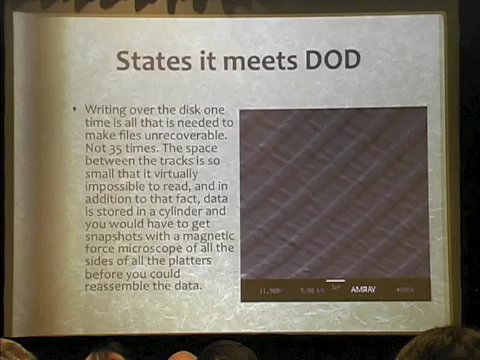 States it meets DOD
• Writing over the disk one
time is all that is needed to
make files unrecoverable.
Not 35 times. The space
between the tracks is so
small that it virtually
impossible to read, and in
addition to that fact, data
is stored in a cylinder and
you would have to get
snapshots with a magnetic
force microscope of all the
sides of all the platters
before you could
reassemble the data.
AMRAY